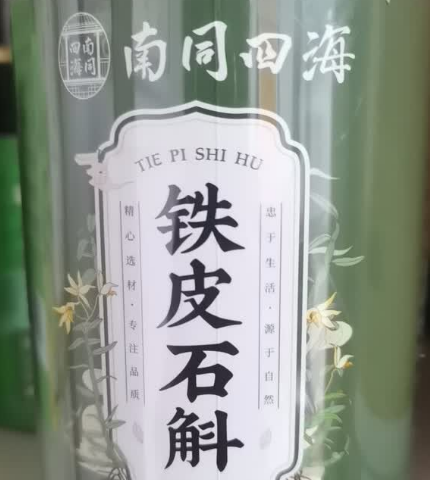 南同四海
南同
四海
TIE PI SHI HU
铁皮石斛
忠于生活·源于自然
精心选材·专注品质